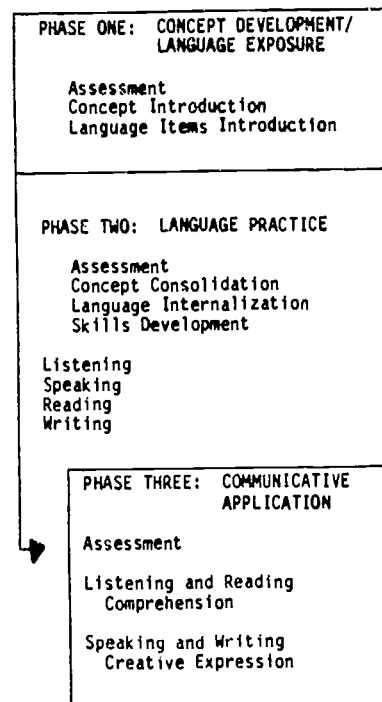 PHASE ONE: CONCEPT DEVELOPMENT/
LANGUAGE EXPOSURE
Assessment
Concept Introduction
Language Items Introduction
PHASE TWO: LANGUAGE PRACTICE
Assessment
Concept Consolidation
Language Internalization
Skills Development
Listening
Speaking
Reading
Writing
PHASE THREE: COMMUNICATIVE
APPLICATION
Assessment
Listening and Reading
Comprehension
Speaking and Writing
Creative Expression